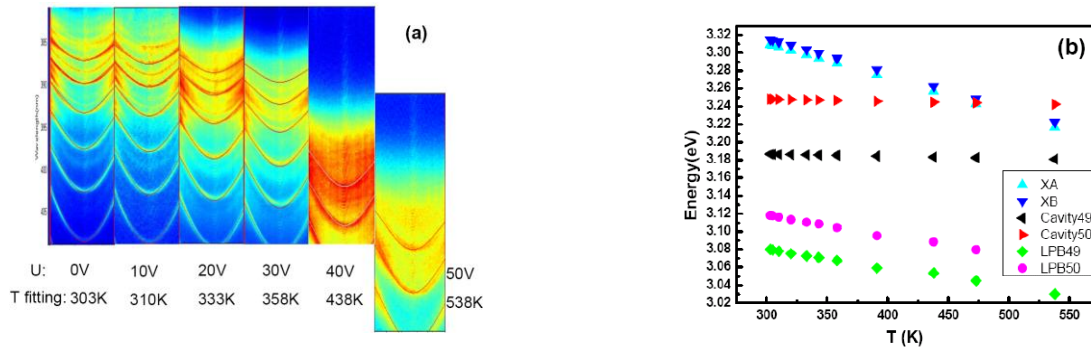 (a)
Wavelength(nm)
U: 0V 10V 20V 30V 40V 50V
T fitting: 303K 310K 333K 358K 438K 538K
(b)
Energy(eV)
3.32
3.30
3.28
3.26
3.24
3.22
3.20
3.18
3.16
3.14
3.12
3.10
3.08
3.06
3.04
3.02
XA
XB
Cavity49
Cavity50
LPB49
LPB50
300 350 400 450 500 550
T (K)